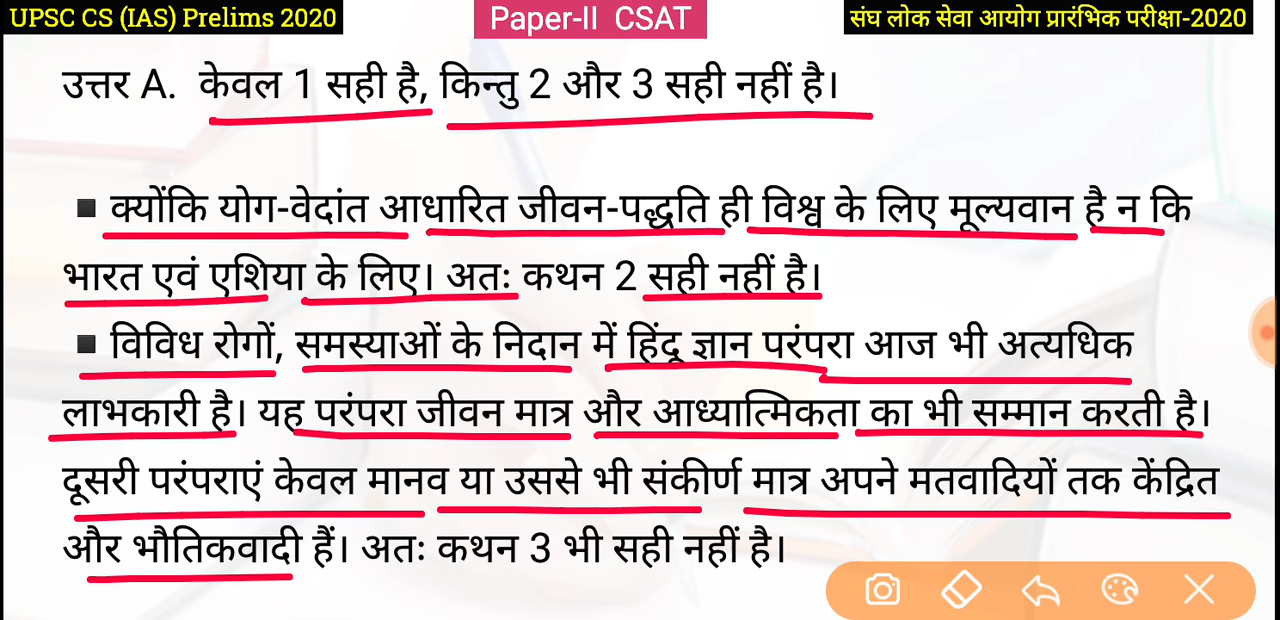 UPSC CS (IAS) Prelims 2020
Paper-II CSAT
संघ लोक सेवा आयोग प्रारंभिक परीक्षा-2020
उत्तर A. केवल 1 सही है, किन्तु 2 और 3 सही नहीं है।
▪ क्योंकि योग-वेदांत आधारित जीवन-पद्धति ही विश्व के लिए मूल्यवान है न कि
भारत एवं एशिया के लिए। अतः कथन 2 सही नहीं है।
▪ विविध रोगों, समस्याओं के निदान में हिंदू ज्ञान परंपरा आज भी अत्यधिक
लाभकारी है। यह परंपरा जीवन मात्र और आध्यात्मिकता का भी सम्मान करती है।
दूसरी परंपराएं केवल मानव या उससे भी संकीर्ण मात्र अपने मतवादियों तक केंद्रित
और भौतिकवादी हैं। अतः कथन 3 भी सही नहीं है।